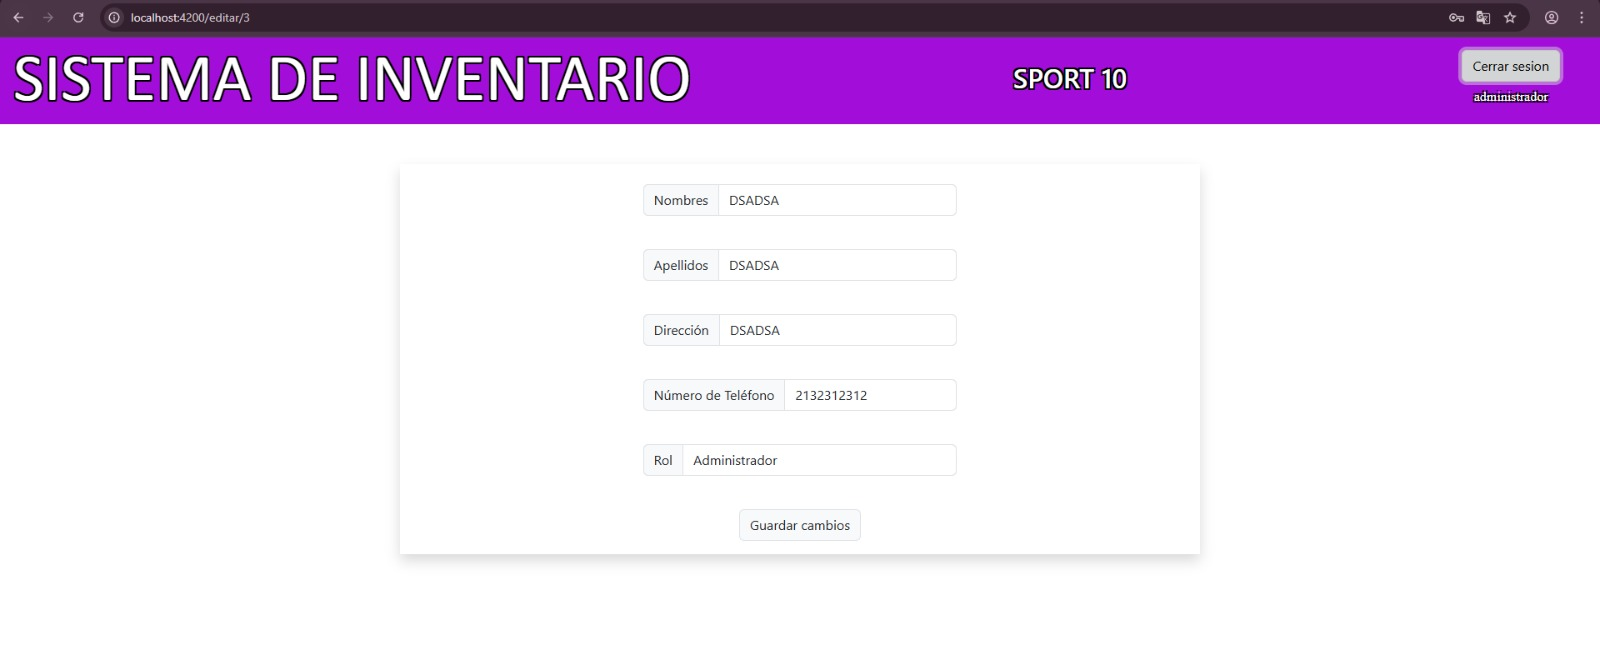 localhost:4200/editar/3
SISTEMA DE INVENTARIO
SPORT 10
Cerrar sesion
administrador
Nombres DSADSA
Apellidos DSADSA
Dirección DSADSA
Número de Teléfono 2132312312
Rol Administrador
Guardar cambios